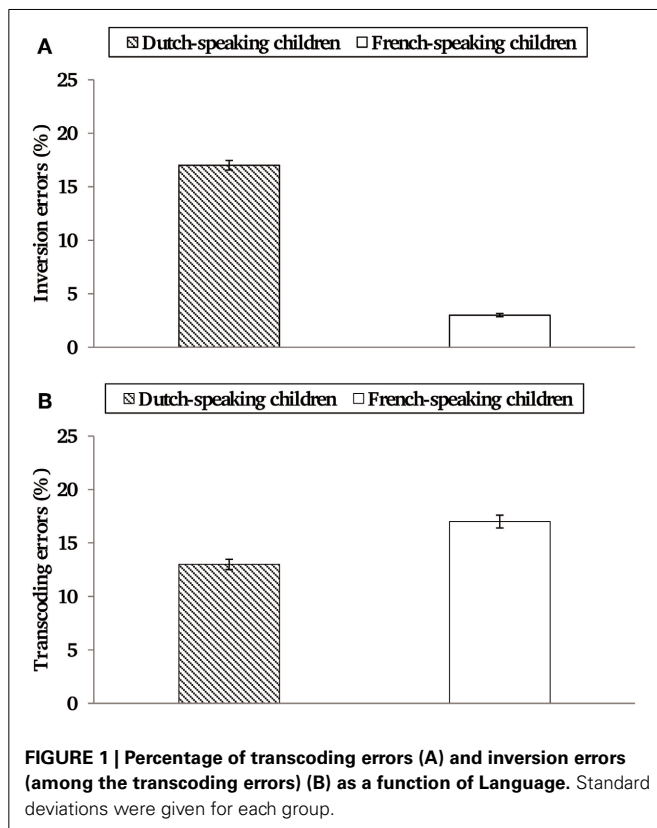 A
Dutch-speaking children French-speaking children
25
20
15
10
5
0
Inversion errors (%)
B
Dutch-speaking children French-speaking children
25
20
15
10
5
0
Transcoding errors (%)
FIGURE 1 | Percentage of transcoding errors (A) and inversion errors
(among the transcoding errors) (B) as a function of Language. Standard
deviations were given for each group.